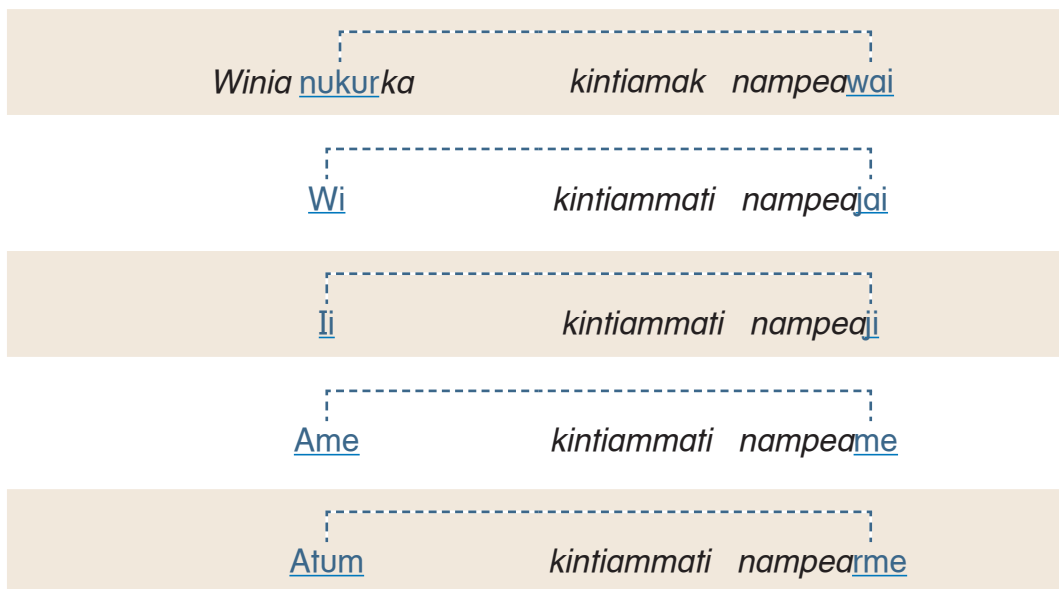 Winia nukurka kintiamak nampeawai
Wi kintiammati nampeajai
Ii kintiammati nampeaji
Ame kintiammati nampeame
Atum kintiammati nampearme